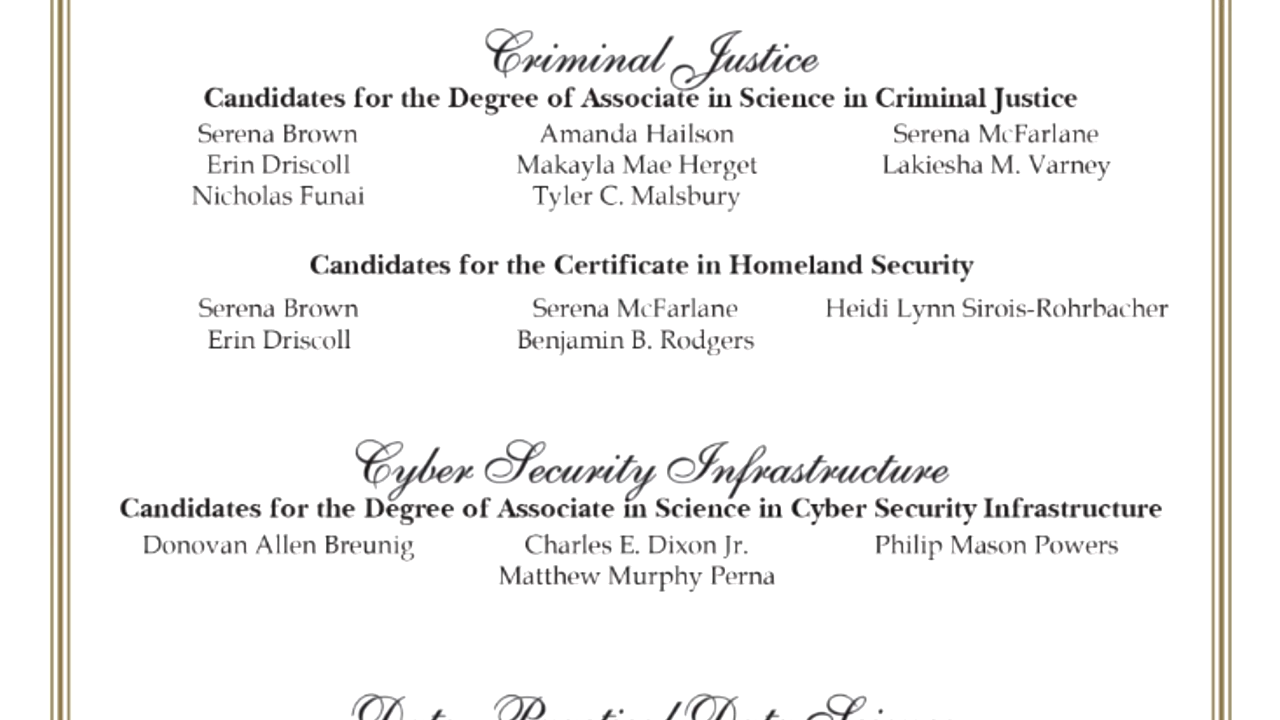 Criminal Justice
Candidates for the Degree of Associate in Science in Criminal Justice
Serena Brown Amanda Hailson Serena McFarlane
Erin Driscoll Makayla Mae Herget Lakiesha M. Varney
Nicholas Funai Tyler C. Malsbury
Candidates for the Certificate in Homeland Security
Serena Brown Serena McFarlane Heidi Lynn Sirois-Rohrbacher
Erin Driscoll Benjamin B. Rodgers
Cyber Security Infrastructure
Candidates for the Degree of Associate in Science in Cyber Security Infrastructure
Donovan Allen Breunig Charles E. Dixon Jr. Philip Mason Powers
Matthew Murphy Perna